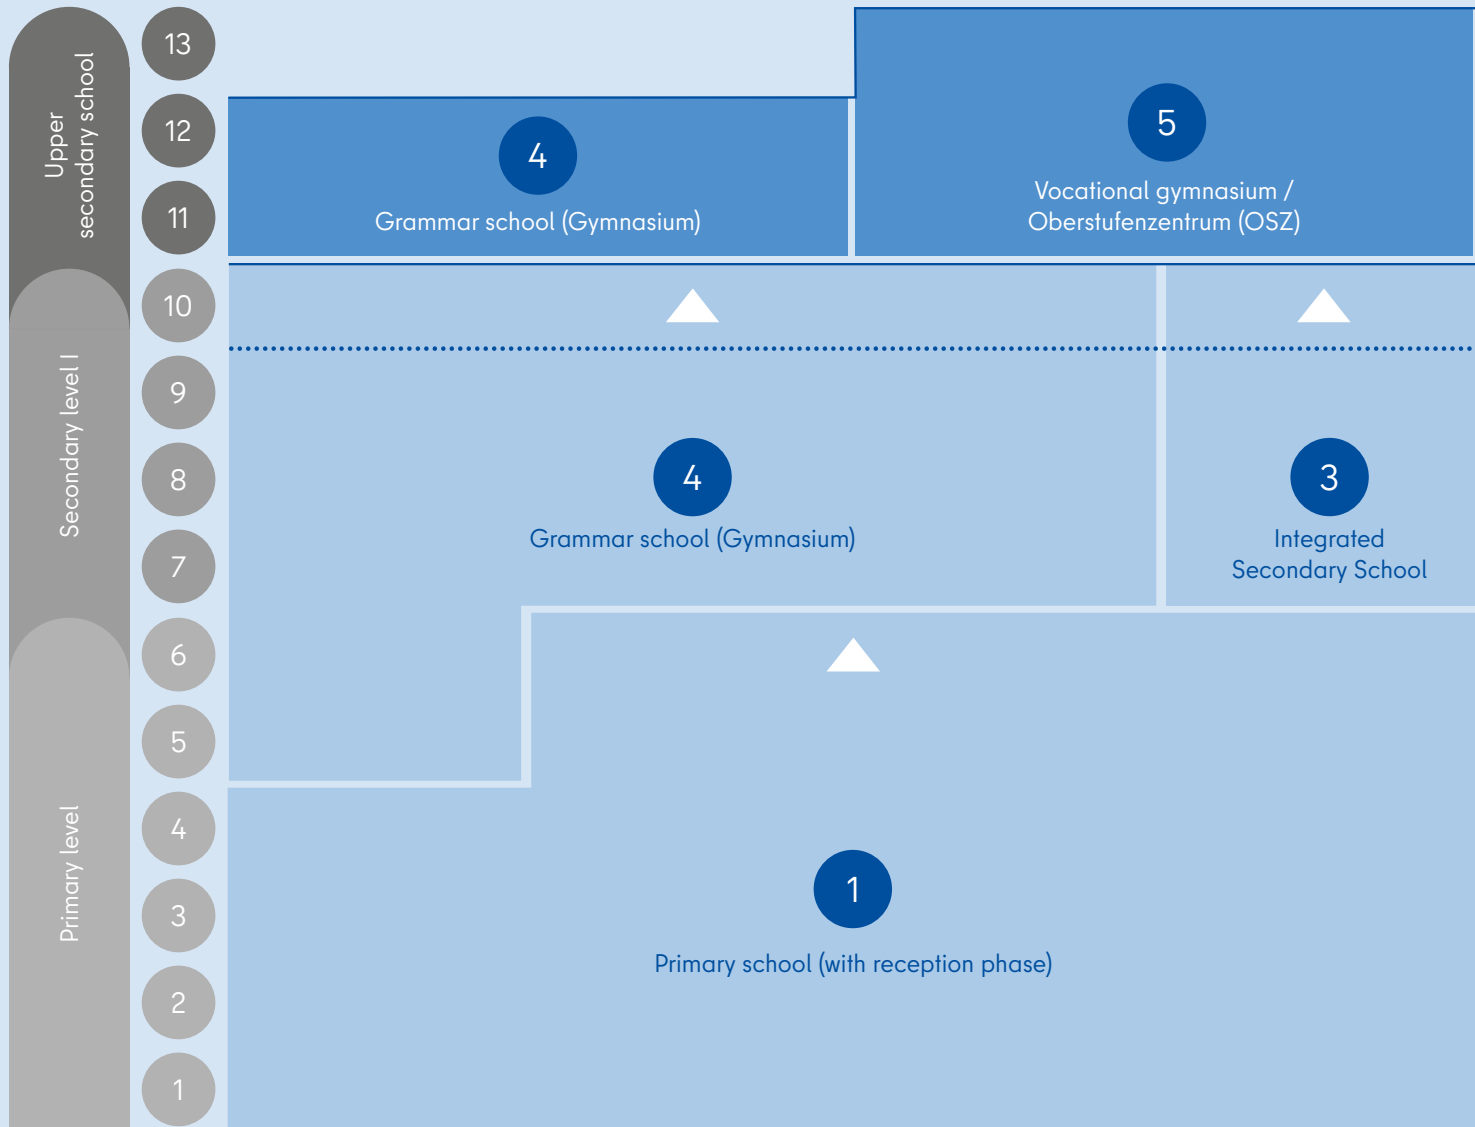 Upper
secondary school
Secondary level I
Primary level
13
12
11
10
9
8
7
6
5
4
3
2
1
4
Grammar school (Gymnasium)
5
Vocational gymnasium /
Oberstufenzentrum (OSZ)
4
Grammar school (Gymnasium)
3
Integrated
Secondary School
1
Primary school (with reception phase)